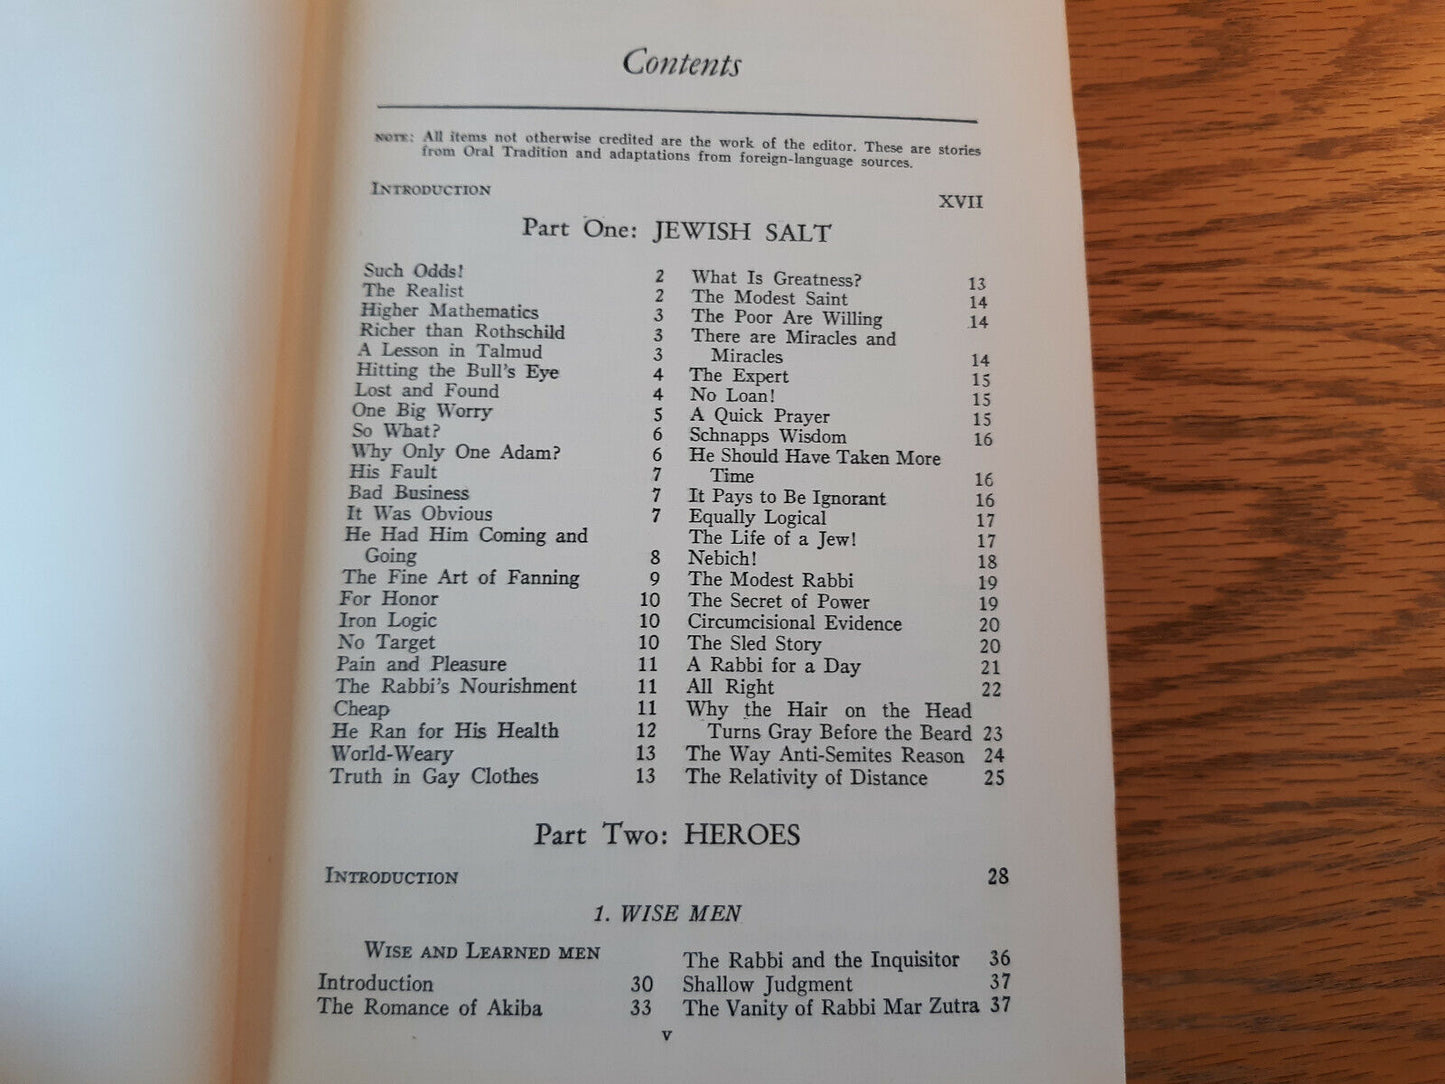 Contents
NOTE: All items not otherwise credited are the work of the editor. These are stories
from Oral Tradition and adaptations from foreign-language sources.
INTRODUCTION XVII
Part One: JEWISH SALT
Such Odds! 2
The Realist 2
Higher Mathematics 3
Richer than Rothschild 3
A Lesson in Talmud 3
Hitting the Bull's Eye 4
Lost and Found 4
One Big Worry 5
So What? 6
Why Only One Adam? 6
His Fault 7
Bad Business 7
It Was Obvious 7
He Had Him Coming and
Going 8
The Fine Art of Fanning 9
For Honor 10
Iron Logic 10
No Target 10
Pain and Pleasure 11
The Rabbi's Nourishment 11
Cheap 11
He Ran for His Health 12
World-Weary 13
Truth in Gay Clothes 13
What Is Greatness? 13
The Modest Saint 14
The Poor Are Willing 14
There are Miracles and
Miracles 14
The Expert 15
No Loan! 15
A Quick Prayer 15
Schnapps Wisdom 16
He Should Have Taken More
Time 16
It Pays to Be Ignorant 16
Equally Logical 17
The Life of a Jew! 17
Nebich! 18
The Modest Rabbi 19
The Secret of Power 19
Circumcisional Evidence 20
The Sled Story 20
A Rabbi for a Day 21
All Right 22
Why the Hair on the Head
Turns Gray Before the Beard 23
The Way Anti-Semites Reason 24
The Relativity of Distance 25
Part Two: HEROES
INTRODUCTION 28
1. WISE MEN
WISE AND LEARNED MEN
Introduction 30
The Romance of Akiba 33
The Rabbi and the Inquisitor 36
Shallow Judgment 37
The Vanity of Rabbi Mar Zutra 37
v